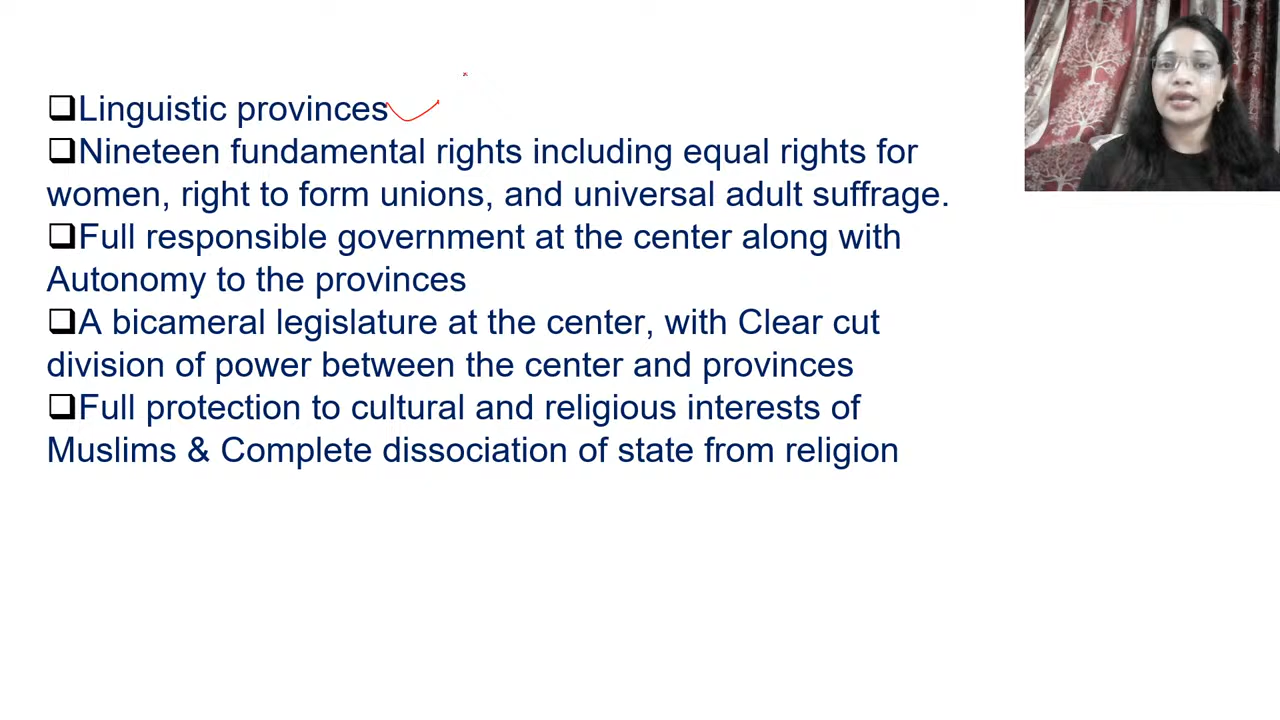 ❑Linguistic provinces
❑Nineteen fundamental rights including equal rights for
women, right to form unions, and universal adult suffrage.
❑Full responsible government at the center along with
Autonomy to the provinces
❑A bicameral legislature at the center, with Clear cut
division of power between the center and provinces
❑Full protection to cultural and religious interests of
Muslims & Complete dissociation of state from religion